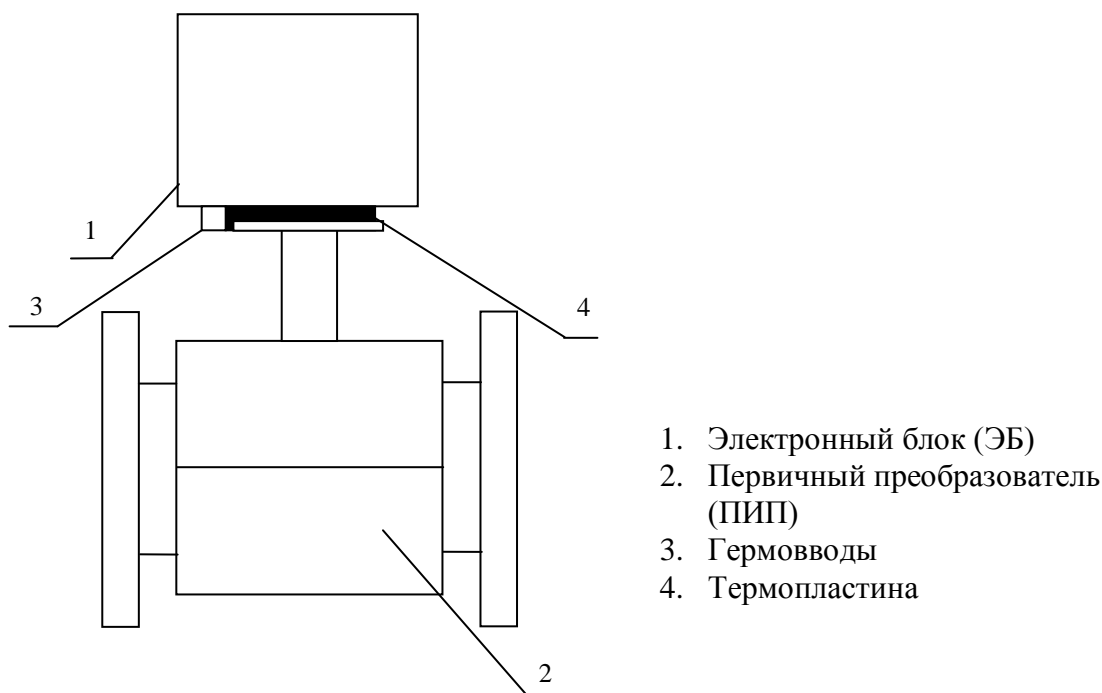 1
3
4
1. Электронный блок (ЭБ)
2. Первичный преобразователь
(ПИП)
3. Гермовводы
4. Термопластина
2